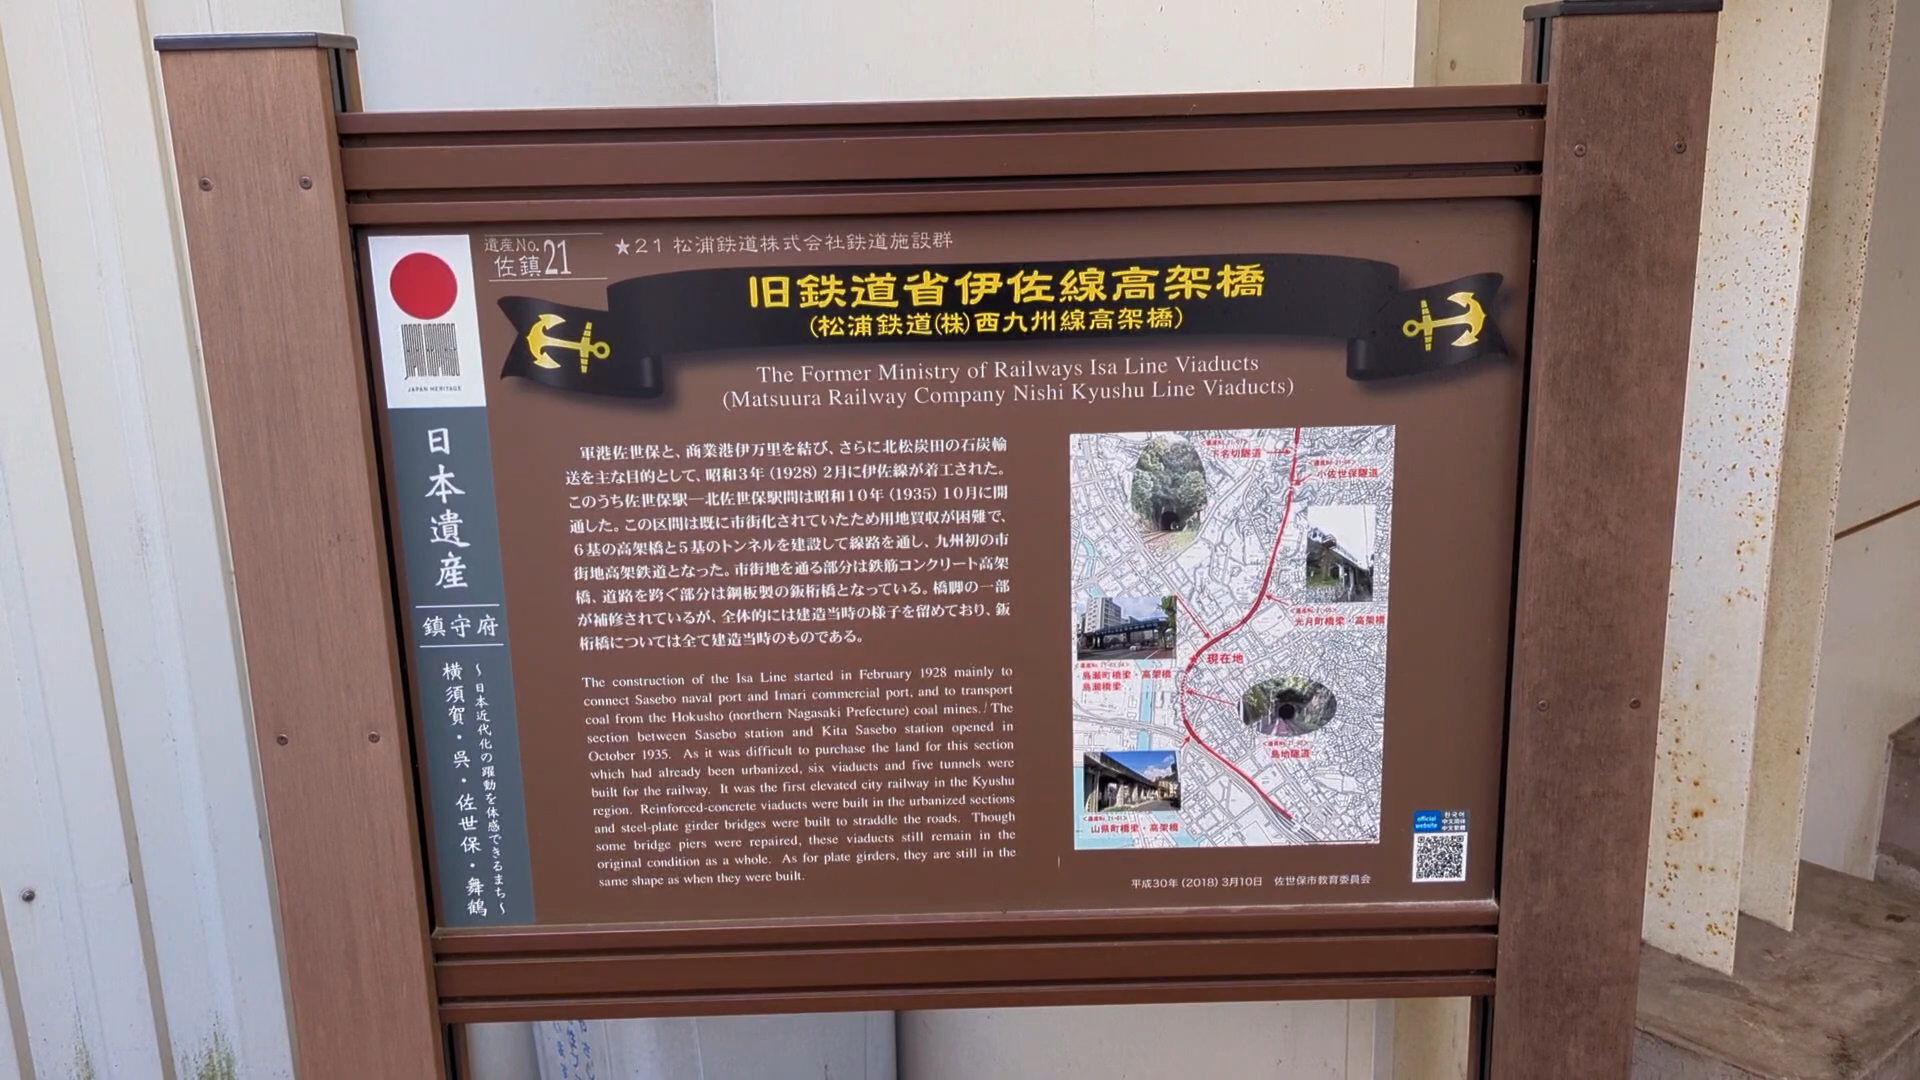 遺産No.
佐鎮21
★21 松浦鉄道株式会社鉄道施設群
旧鉄道省伊佐線高架橋
(松浦鉄道(株)西九州線高架橋)
The Former Ministry of Railways Isa Line Viaducts
(Matsuura Railway Company Nishi Kyushu Line Viaducts)
JAPAN HERITAGE
日本遺産
鎮守府
横須賀・呉・佐世保・舞鶴
～日本近代化の躍動を体感できるまち～
軍港佐世保と、商業港伊万里を結び、さらに北松炭田の石炭輸
送を主な目的として、昭和3年(1928)2月に伊佐線が着工された。
このうち佐世保駅―北佐世保駅間は昭和10年(1935)10月に開
通した。この区間は既に市街化されていたため用地買収が困難で、
6基の高架橋と5基のトンネルを建設して線路を通し、九州初の市
街地高架鉄道となった。市街地を通る部分は鉄筋コンクリート高架
橋、道路を跨ぐ部分は鋼板製の鈑桁橋となっている。橋脚の一部
が補修されているが、全体的には建造当時の様子を留めており、鈑
桁橋については全て建造当時のものである。
The construction of the Isa Line started in February 1928 mainly to
connect Sasebo naval port and Imari commercial port, and to transport
coal from the Hokusho (northern Nagasaki Prefecture) coal mines. The
section between Sasebo station and Kita Sasebo station opened in
October 1935. As it was difficult to purchase the land for this section
which had already been urbanized, six viaducts and five tunnels were
built for the railway. It was the first elevated city railway in the Kyushu
region. Reinforced-concrete viaducts were built in the urbanized sections
and steel-plate girder bridges were built to straddle the roads. Though
some bridge piers were repaired, these viaducts still remain in the
original condition as a whole. As for plate girders, they are still in the
same shape as when they were built.
下名切隧道
小佐世保隧道
光月町橋梁・高架橋
現在地
島瀬町橋梁・高架橋
島瀬橋梁
島地隧道
山県町橋梁・高架橋
official
website
한국어
中文简体
中文繁體
平成30年(2018)3月10日 佐世保市教育委員会